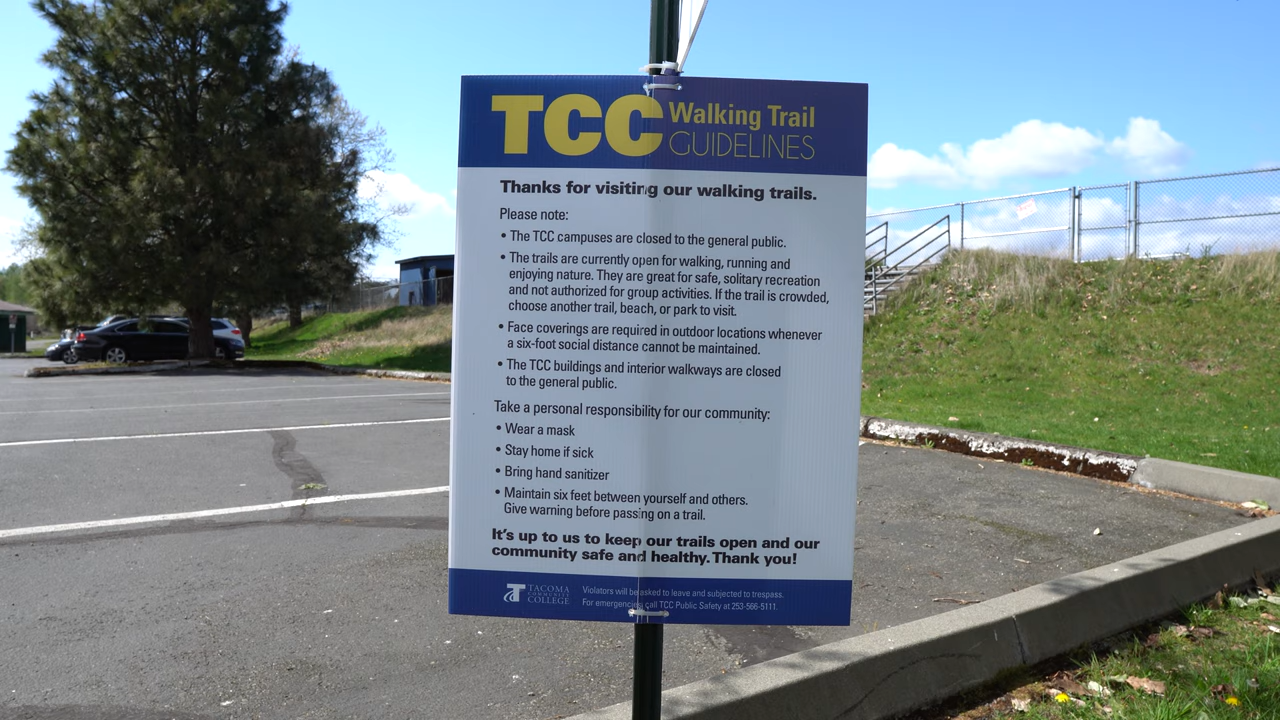 TCC Walking Trail
GUIDELINES
Thanks for visiting our walking trails.
Please note:
• The TCC campuses are closed to the general public.
• The trails are currently open for walking, running and
enjoying nature. They are great for safe, solitary recreation
and not authorized for group activities. If the trail is crowded,
choose another trail, beach, or park to visit.
• Face coverings are required in outdoor locations whenever
a six-foot social distance cannot be maintained.
• The TCC buildings and interior walkways are closed
to the general public.
Take a personal responsibility for our community:
• Wear a mask
• Stay home if sick
• Bring hand sanitizer
• Maintain six feet between yourself and others.
Give warning before passing on a trail.
It's up to us to keep our trails open and our
community safe and healthy. Thank you!
TACOMA
COMMUNITY
COLLEGE
Violators will be asked to leave and subjected to trespass.
For emergencies call TCC Public Safety at 253-566-5111.